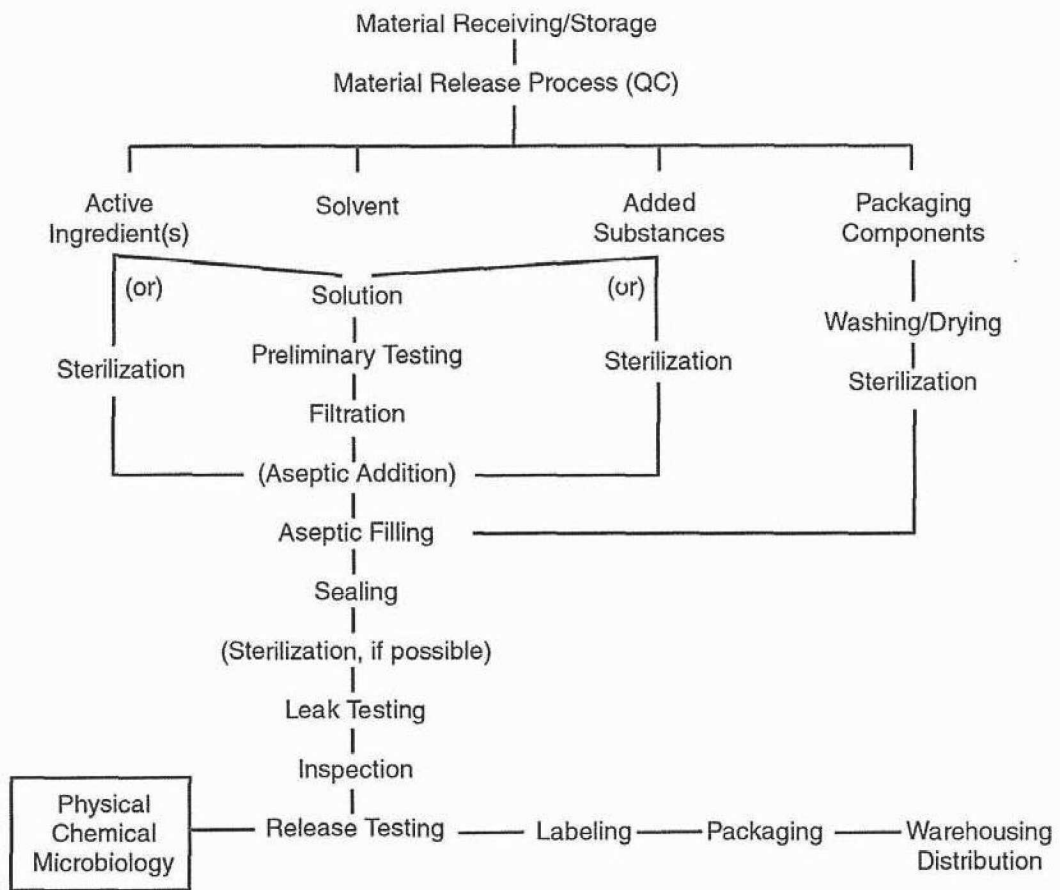 Material Receiving/Storage
Material Release Process (QC)
Active
Ingredient(s)
Solvent
Added
Substances
Packaging
Components
(or)
Solution
(or)
Washing/Drying
Sterilization
Preliminary Testing
Sterilization
Sterilization
Filtration
(Aseptic Addition)
Aseptic Filling
Sealing
(Sterilization, if possible)
Leak Testing
Inspection
Physical
Chemical
Microbiology
Release Testing
Labeling
Packaging
Warehousing
Distribution